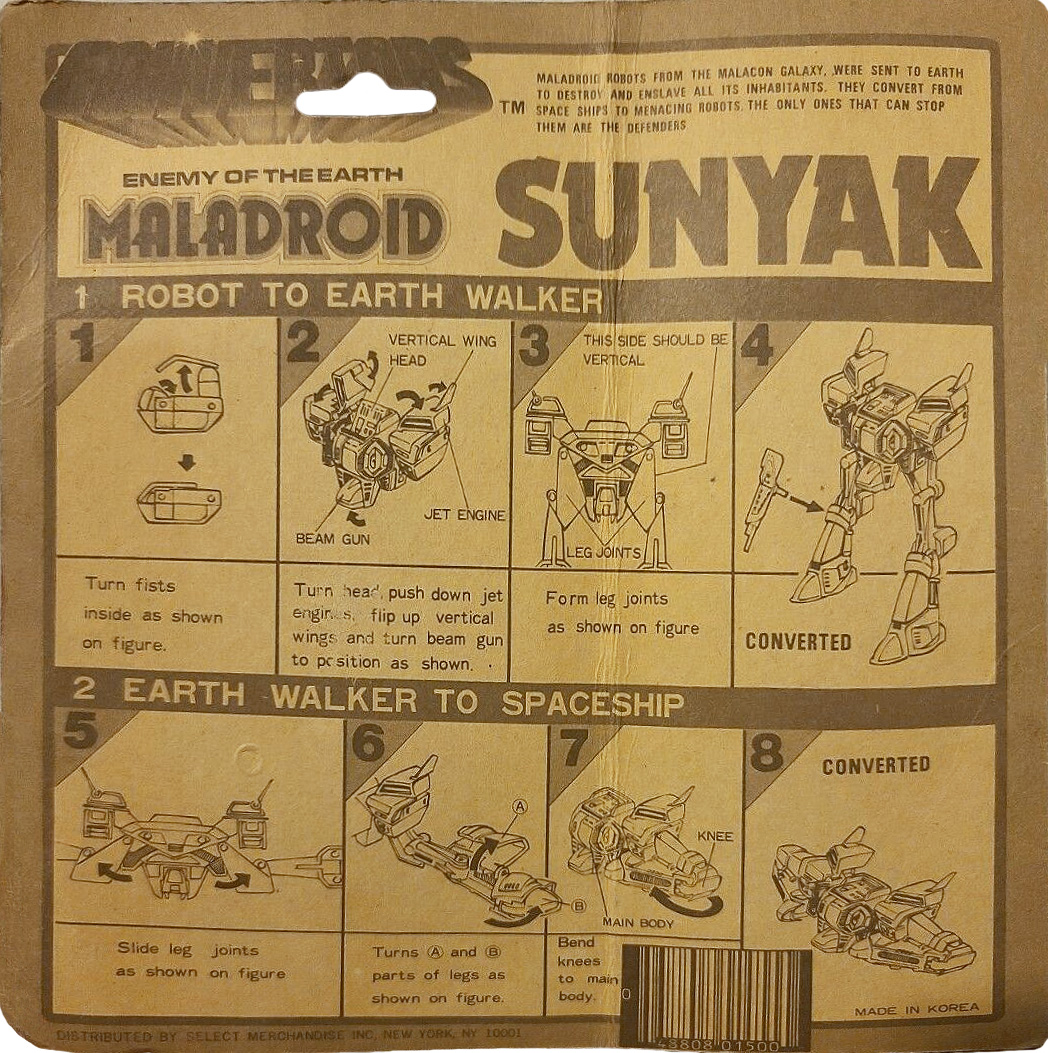 CONVERTORS
TM
MALADROID ROBOTS FROM THE MALACON GALAXY, WERE SENT TO EARTH
TO DESTROY AND ENSLAVE ALL ITS INHABITANTS. THEY CONVERT FROM
SPACE SHIPS TO MENACING ROBOTS. THE ONLY ONES THAT CAN STOP
THEM ARE THE DEFENDERS
ENEMY OF THE EARTH
MALADROID
SUNYAK
1 ROBOT TO EARTH WALKER
1
2
VERTICAL WING
HEAD
JET ENGINE
BEAM GUN
3
THIS SIDE SHOULD BE
VERTICAL
LEG JOINTS
4
Turn fists
inside as shown
on figure.
Turn head, push down jet
engines, flip up vertical
wings and turn beam gun
to position as shown.
Form leg joints
as shown on figure
CONVERTED
2 EARTH WALKER TO SPACESHIP
5
6
A
B
7
KNEE
MAIN BODY
8
CONVERTED
Slide leg joints
as shown on figure
Turns Ⓐ and Ⓑ
parts of legs as
shown on figure.
Bend
knees
to main
body.
0
48808 01500
MADE IN KOREA
DISTRIBUTED BY SELECT MERCHANDISE INC. NEW YORK, NY 10001